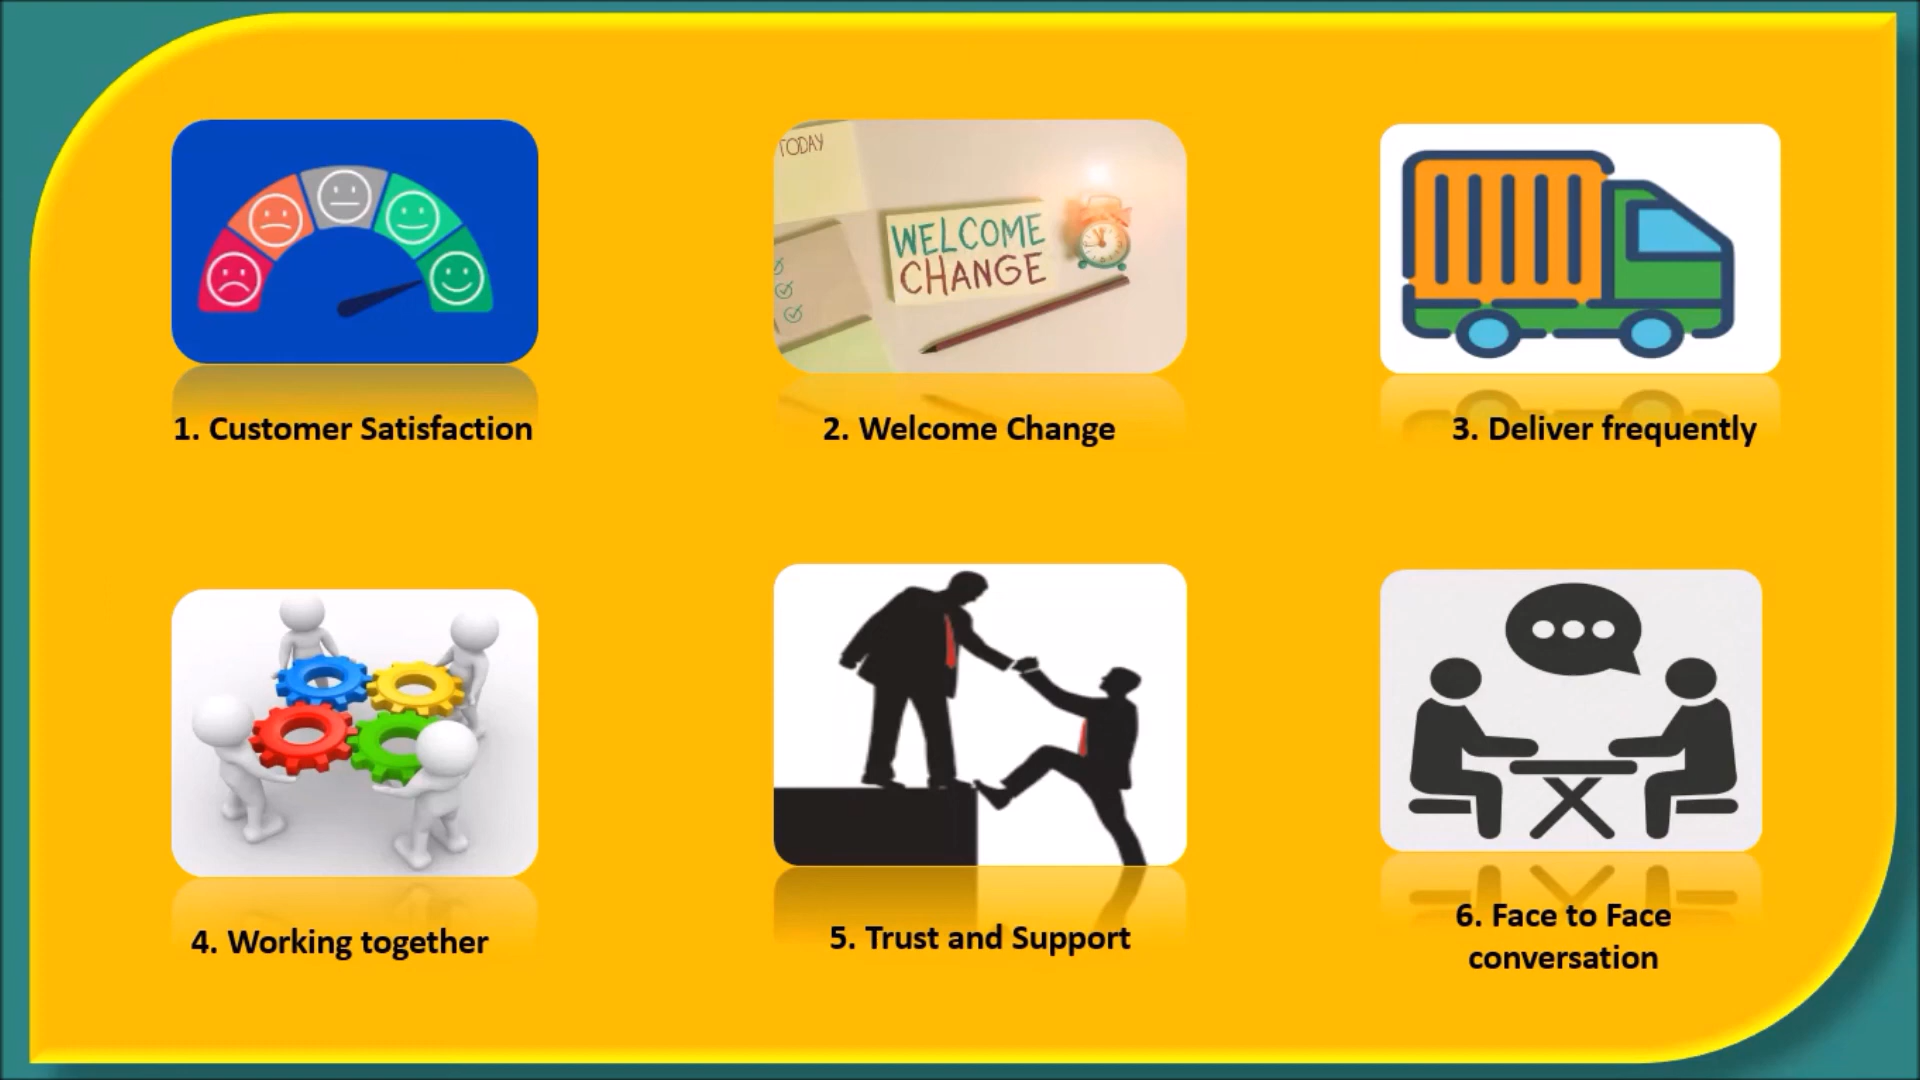 TODAY
WELCOME
CHANGE
1. Customer Satisfaction
2. Welcome Change
3. Deliver frequently
4. Working together
5. Trust and Support
6. Face to Face
conversation